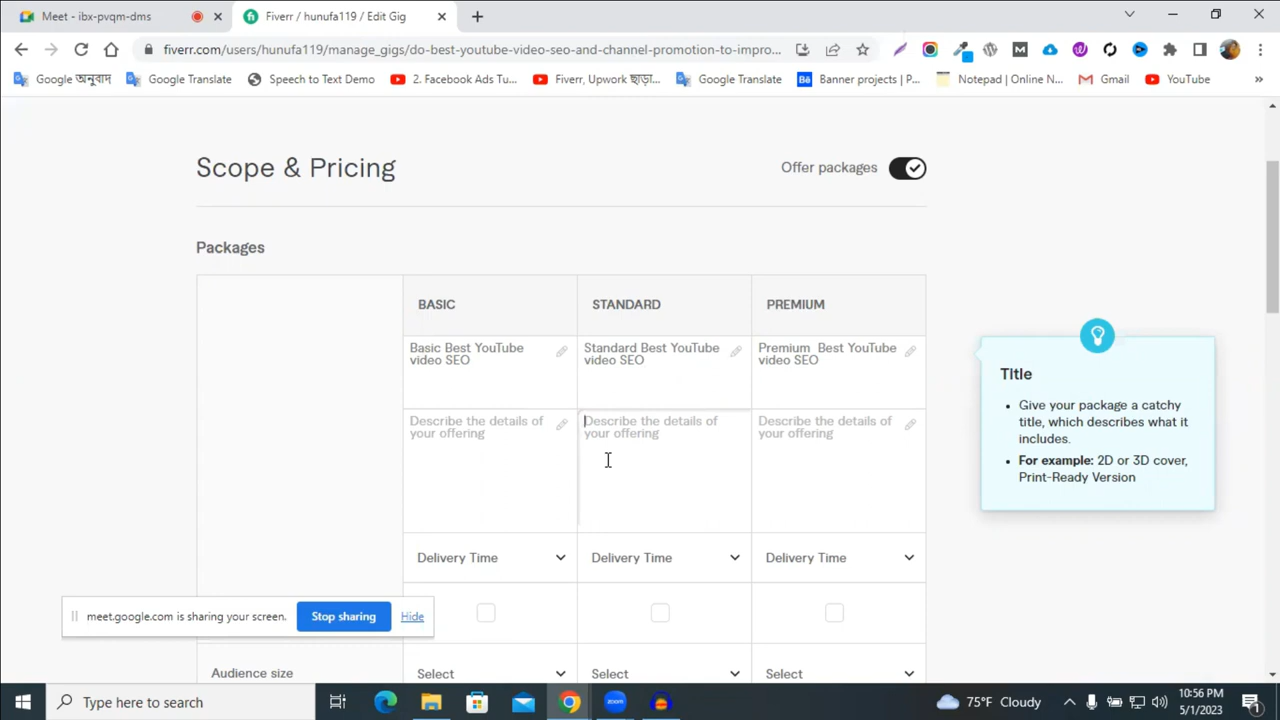 Meet - ibx-pvqm-dms
Fiverr / hunufa119 / Edit Gig
fiverr.com/users/hunufa119/manage_gigs/do-best-youtube-video-seo-and-channel-promotion-to-impro...
Google অনুবাদ
Google Translate
Speech to Text Demo
2. Facebook Ads Tu...
Fiverr, Upwork ছাড়া...
Google Translate
Banner projects | P...
Notepad | Online N...
Gmail
YouTube
»
Scope & Pricing
Offer packages
Packages
BASIC
STANDARD
PREMIUM
Basic Best YouTube
video SEO
Standard Best YouTube
video SEO
Premium Best YouTube
video SEO
Describe the details of
your offering
Describe the details of
your offering
Describe the details of
your offering
Title
• Give your package a catchy
title, which describes what it
includes.
• For example: 2D or 3D cover,
Print-Ready Version
Delivery Time
Delivery Time
Delivery Time
meet.google.com is sharing your screen.
Stop sharing
Hide
Audience size
Select
Select
Select
Type here to search
zoom
75°F Cloudy
10:56 PM
5/1/2023
1